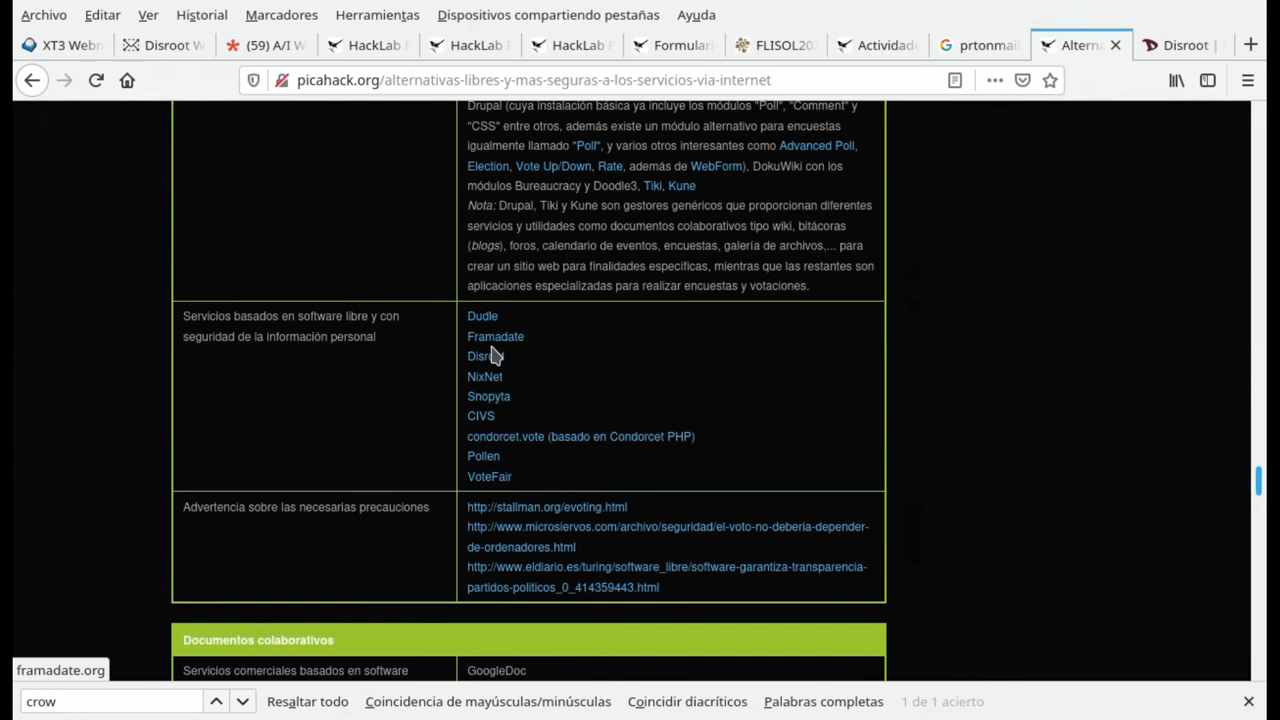 Archivo Editar Ver Historial Marcadores Herramientas Dispositivos compartiendo pestañas Ayuda
XT3 Webm Disroot W (59) A/I W HackLab HackLab HackLab Formulari FLISOL20 Actividade prtonmail Altern Disroot |
picahack.org/alternativas-libres-y-mas-seguras-a-los-servicios-via-internet
Drupal (cuya instalación básica ya incluye los módulos "Poll", "Comment" y
"CSS" entre otros, además existe un módulo alternativo para encuestas
igualmente llamado "Poll", y varios otros interesantes como Advanced Poll,
Election, Vote Up/Down, Rate, además de WebForm), DokuWiki con los
módulos Bureaucracy y Doodle3, Tiki, Kune
Nota: Drupal, Tiki y Kune son gestores genéricos que proporcionan diferentes
servicios y utilidades como documentos colaborativos tipo wiki, bitácoras
(blogs), foros, calendario de eventos, encuestas, galería de archivos,... para
crear un sitio web para finalidades específicas, mientras que las restantes son
aplicaciones especializadas para realizar encuestas y votaciones.
Servicios basados en software libre y con
seguridad de la información personal
Dudle
Framadate
Disroot
NixNet
Snopyta
CIVS
condorcet.vote (basado en Condorcet PHP)
Pollen
VoteFair
Advertencia sobre las necesarias precauciones
http://stallman.org/evoting.html
http://www.microsiervos.com/archivo/seguridad/el-voto-no-deberia-depender-
de-ordenadores.html
http://www.eldiario.es/turing/software_libre/software-garantiza-transparencia-
partidos-politicos_0_414359443.html
Documentos colaborativos
Servicios comerciales basados en software
GoogleDoc
framadate.org
crow Resaltar todo Coincidencia de mayúsculas/minúsculas Coincidir diacríticos Palabras completas 1 de 1 acierto